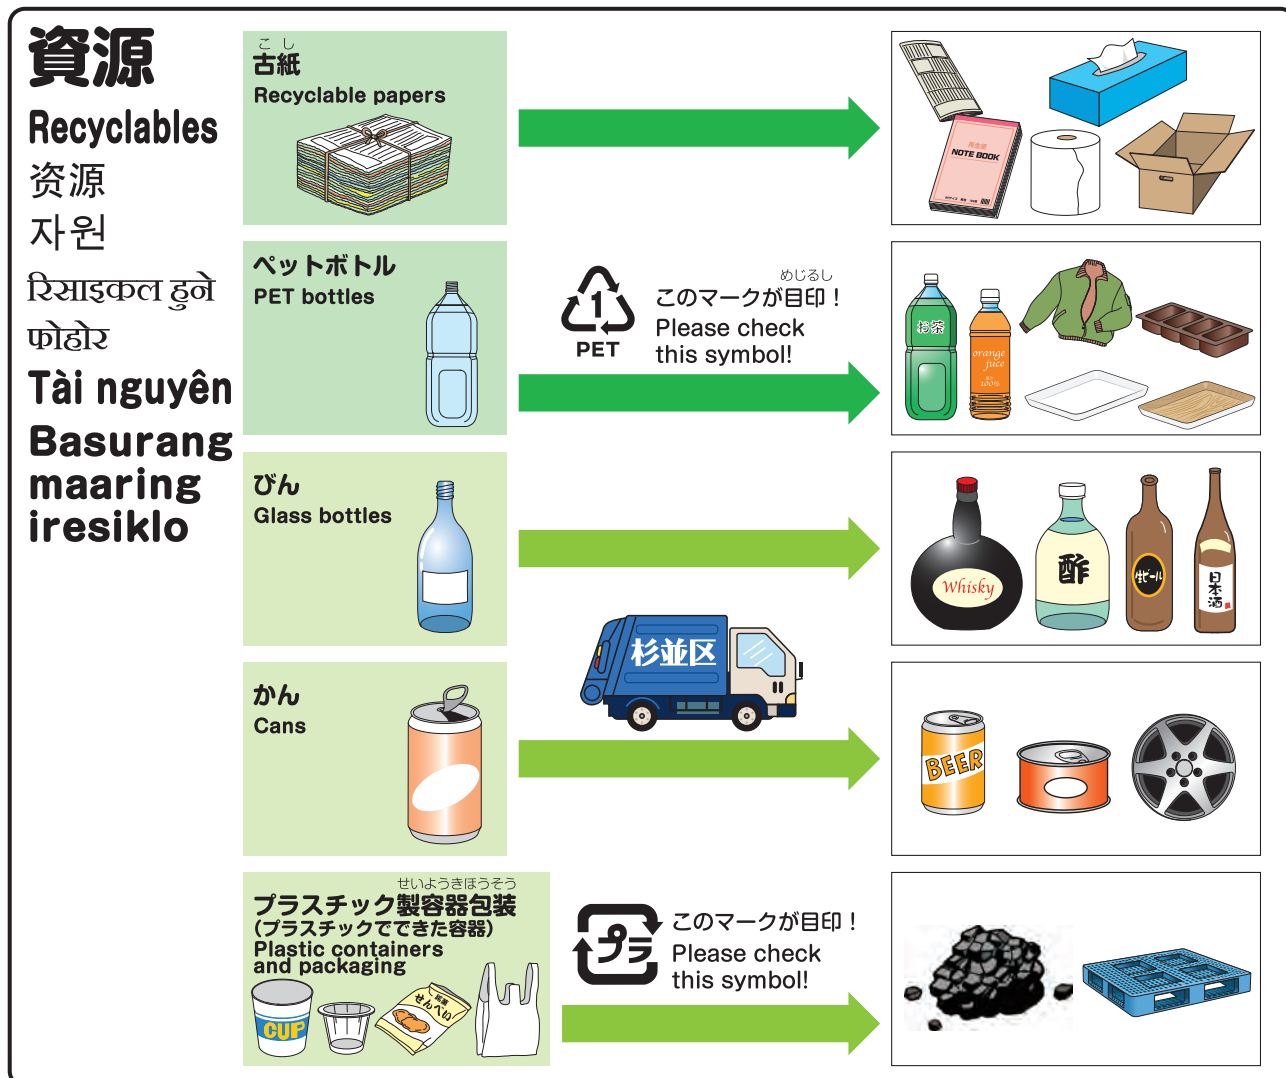 資源
Recyclables
资源
자원
रिसाइकल हुने
फोहोर
Tài nguyên
Basurang
maaring
iresiklo
こし
古紙
Recyclable papers
再生紙
NOTE BOOK
ペットボトル
PET bottles
1
PET
めじるし
このマークが目印！
Please check
this symbol!
お茶
orange
juice
100%
びん
Glass bottles
Whisky
酢
生ビール
日本酒
杉並区
かん
Cans
BEER
せいようきほうそう
プラスチック製容器包装
（プラスチックでできた容器）
Plastic containers
and packaging
CUP
せんべい
プラ
このマークが目印！
Please check
this symbol!